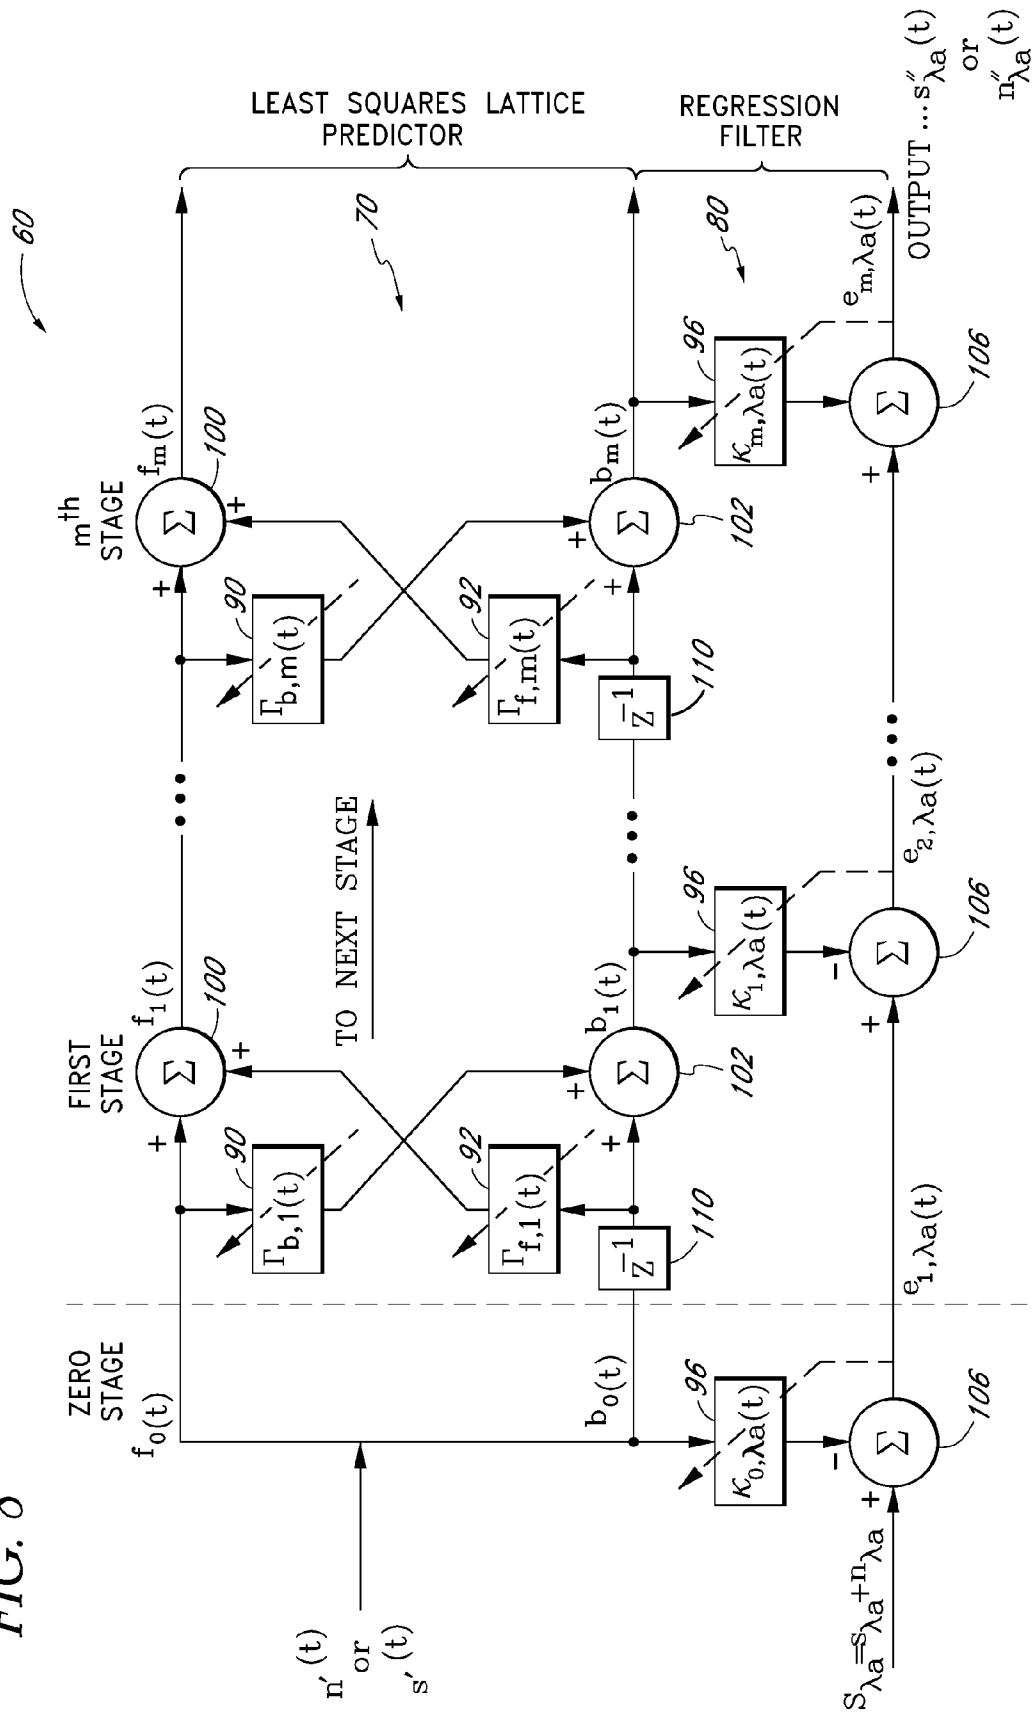 FIG. 8
60
ZERO
STAGE
FIRST
STAGE
mth
STAGE
f0(t)
f1(t)
fm(t)
100
100
LEAST SQUARES LATTICE
PREDICTOR
90
Γb,1(t)
90
Γb,m(t)
70
n′(t)
or
s′(t)
TO NEXT STAGE
92
Γf,1(t)
92
Γf,m(t)
b0(t)
b1(t)
bm(t)
Z−1
110
102
Z−1
110
102
REGRESSION
FILTER
80
96
κ0,λa(t)
96
κ1,λa(t)
96
κm,λa(t)
Sλa=sλa+nλa
106
e1,λa(t)
106
e2,λa(t)
106
em,λa(t)
OUTPUT...s″λa(t)
or
n″λa(t)